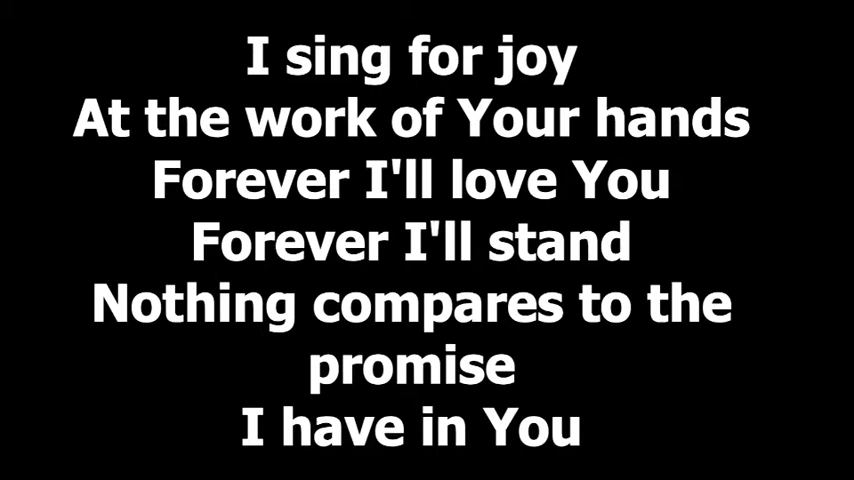 I sing for joy
At the work of Your hands
Forever I'll love You
Forever I'll stand
Nothing compares to the
promise
I have in You